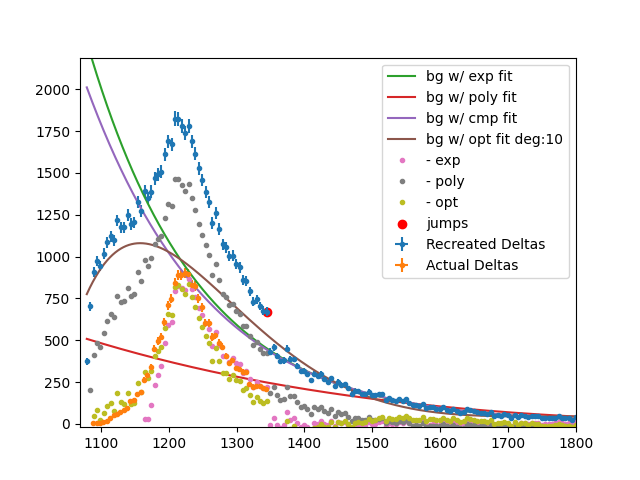 2000
1750
1500
1250
1000
750
500
250
0
1100
1200
1300
1400
1500
1600
1700
1800
bg w/ exp fit
bg w/ poly fit
bg w/ cmp fit
bg w/ opt fit deg:10
- exp
- poly
- opt
jumps
Recreated Deltas
Actual Deltas